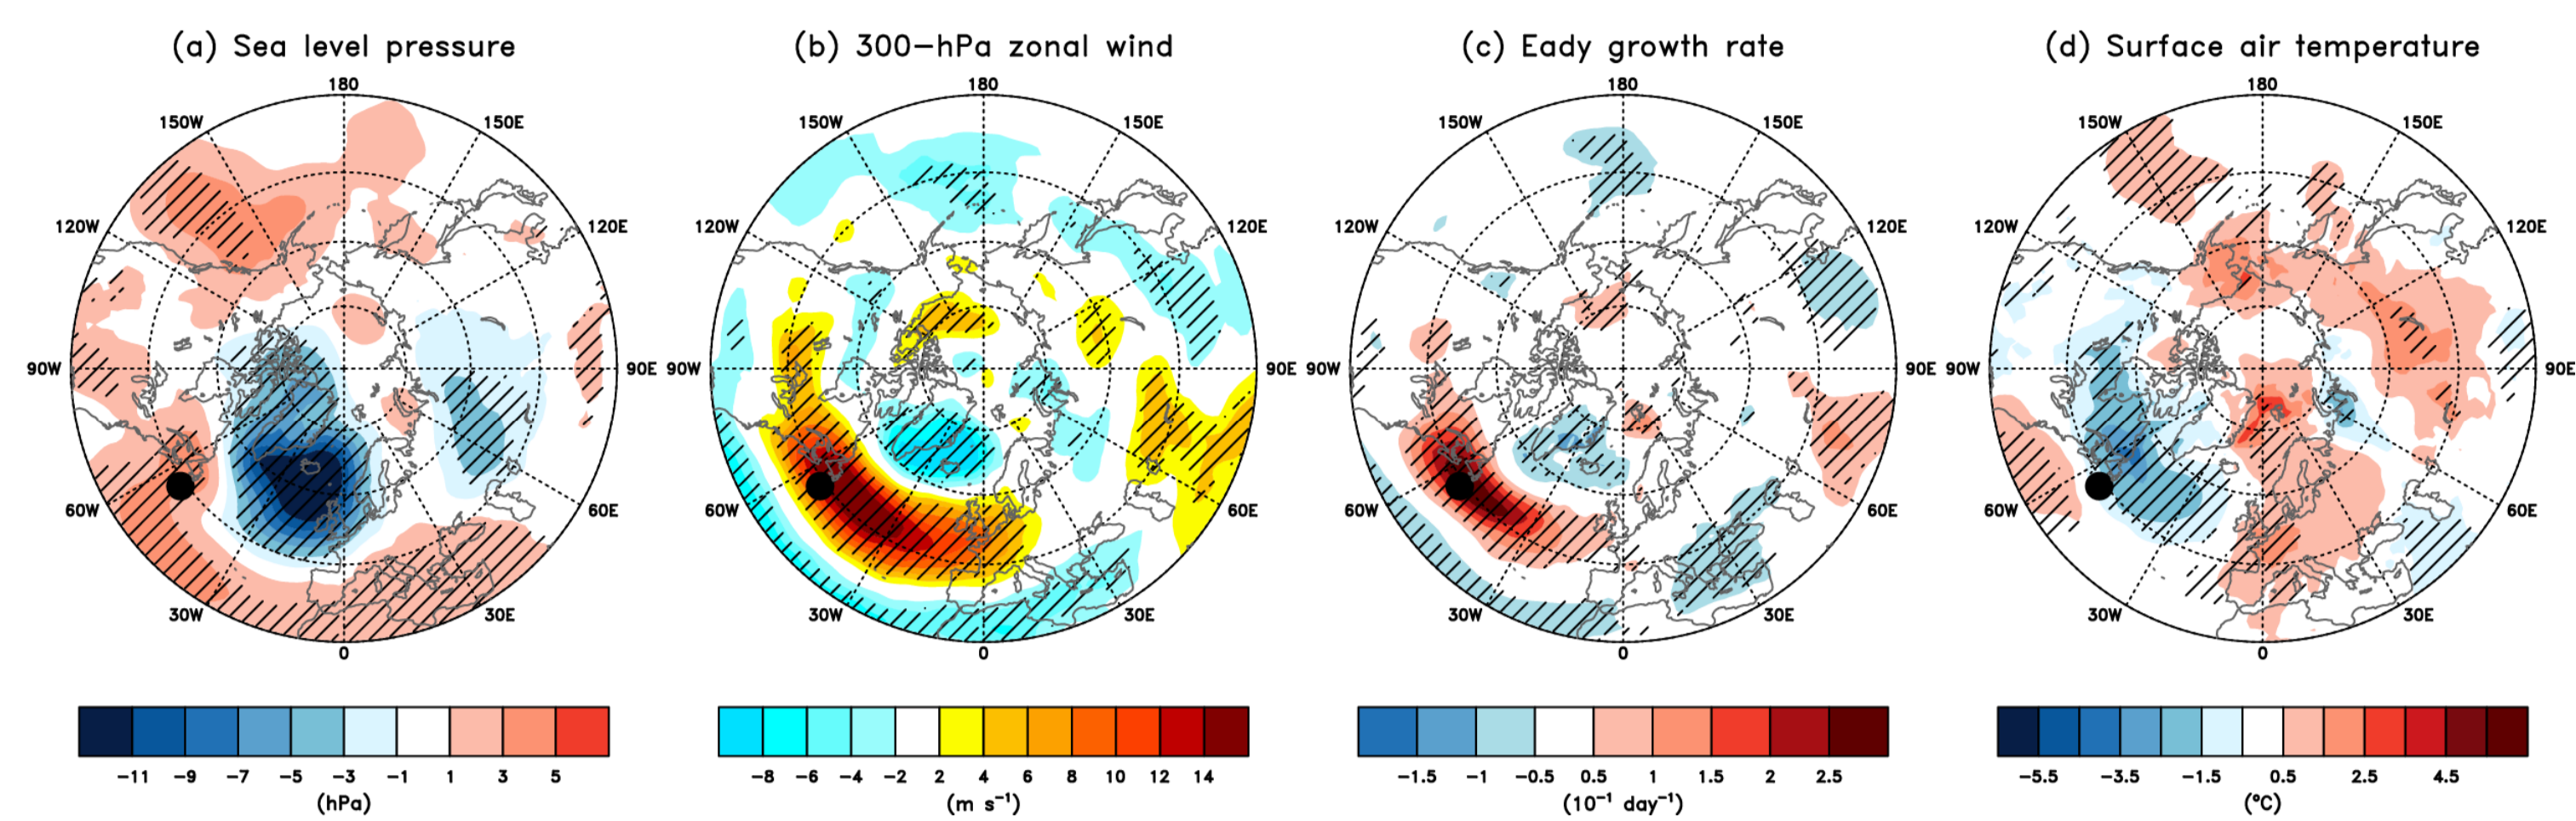 (a) Sea level pressure
(b) 300-hPa zonal wind
(c) Eady growth rate
(d) Surface air temperature
180 180 180 180
150W 150E 150W 150E 150W 150E 150W 150E
120W 120E 120W 120E 120W 120E 120W 120E
90W 90E 90W 90E 90W 90E 90W 90E
60W 60E 60W 60E 60W 60E 60W 60E
30W 30E 30W 30E 30W 30E 30W 30E
0 0 0 0
-11 -9 -7 -5 -3 -1 1 3 5
(hPa)
-8 -6 -4 -2 2 4 6 8 10 12 14
(m s⁻¹)
-1.5 -1 -0.5 0.5 1 1.5 2 2.5
(10⁻¹ day⁻¹)
-5.5 -3.5 -1.5 0.5 2.5 4.5
(°C)